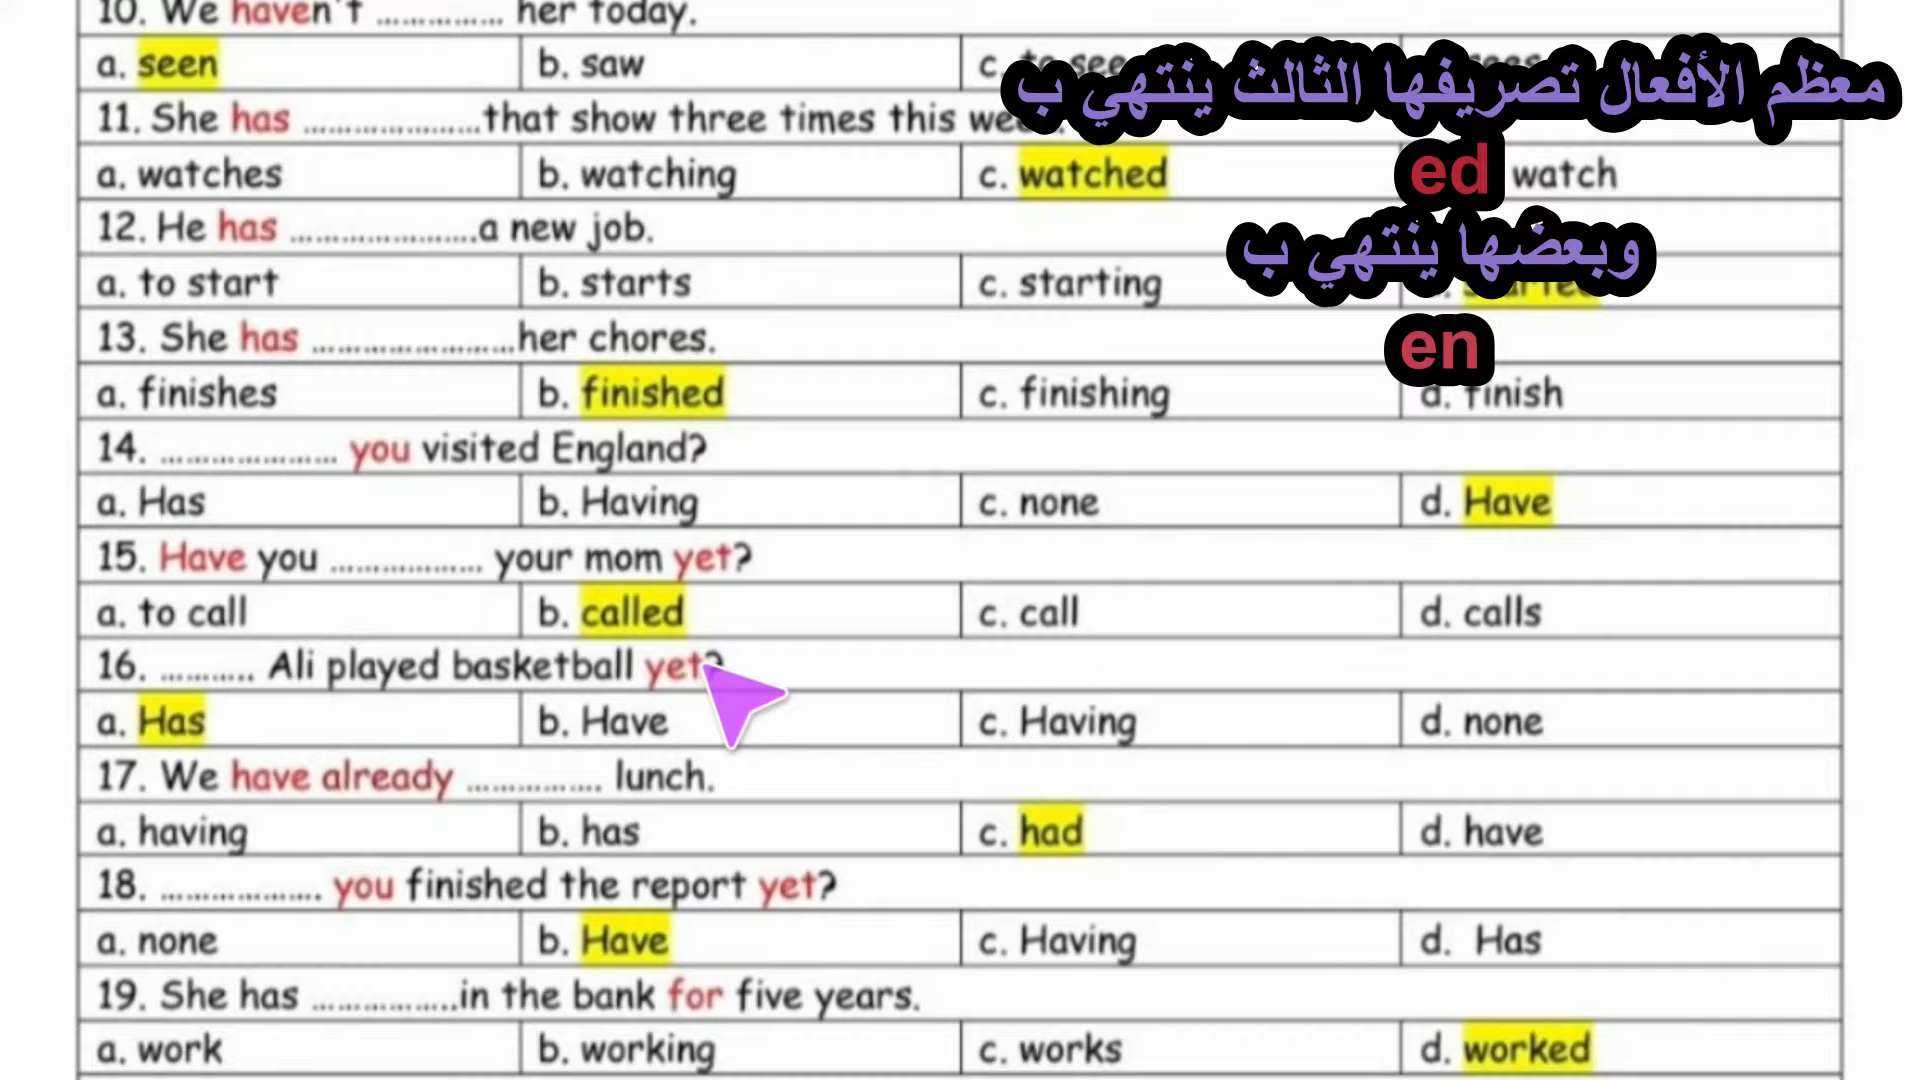 10. We haven't ............... her today.
a. seen b. saw c. to see
11. She has .....................that show three times this
a. watches b. watching c. watched watch
12. He has ......................a new job.
a. to start b. starts c. starting d. started
13. She has ........................her chores.
a. finishes b. finished c. finishing d. finish
14. ..................... you visited England?
a. Has b. Having c. none d. Have
15. Have you .................. your mom yet?
a. to call b. called c. call d. calls
16. ........... Ali played basketball yet?
a. Has b. Have c. Having d. none
17. We have already ................ lunch.
a. having b. has c. had d. have
18. ................... you finished the report yet?
a. none b. Have c. Having d. Has
19. She has .................in the bank for five years.
a. work b. working c. works d. worked
معظم الأفعال تصريفها الثالث ينتهي ب
ed
وبعضها ينتهي ب
en